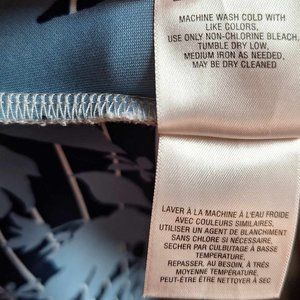 MACHINE WASH COLD WITH
LIKE COLORS,
USE ONLY NON-CHLORINE BLEACH,
TUMBLE DRY LOW,
MEDIUM IRON AS NEEDED,
MAY BE DRY CLEANED
LAVER À LA MACHINE À L'EAU FROIDE
AVEC COULEURS SIMILAIRES,
UTILISER UN AGENT DE BLANCHIMENT
SANS CHLORE SI NÉCESSAIRE,
SECHER PAR CULBUTAGE À BASSE
TEMPERATURE,
REPASSER, AU BESOIN, À TRÈS
MOYENNE TEMPÉRATURE,
PEUT-ÊTRE ÊTRE NETTOYER À SEC